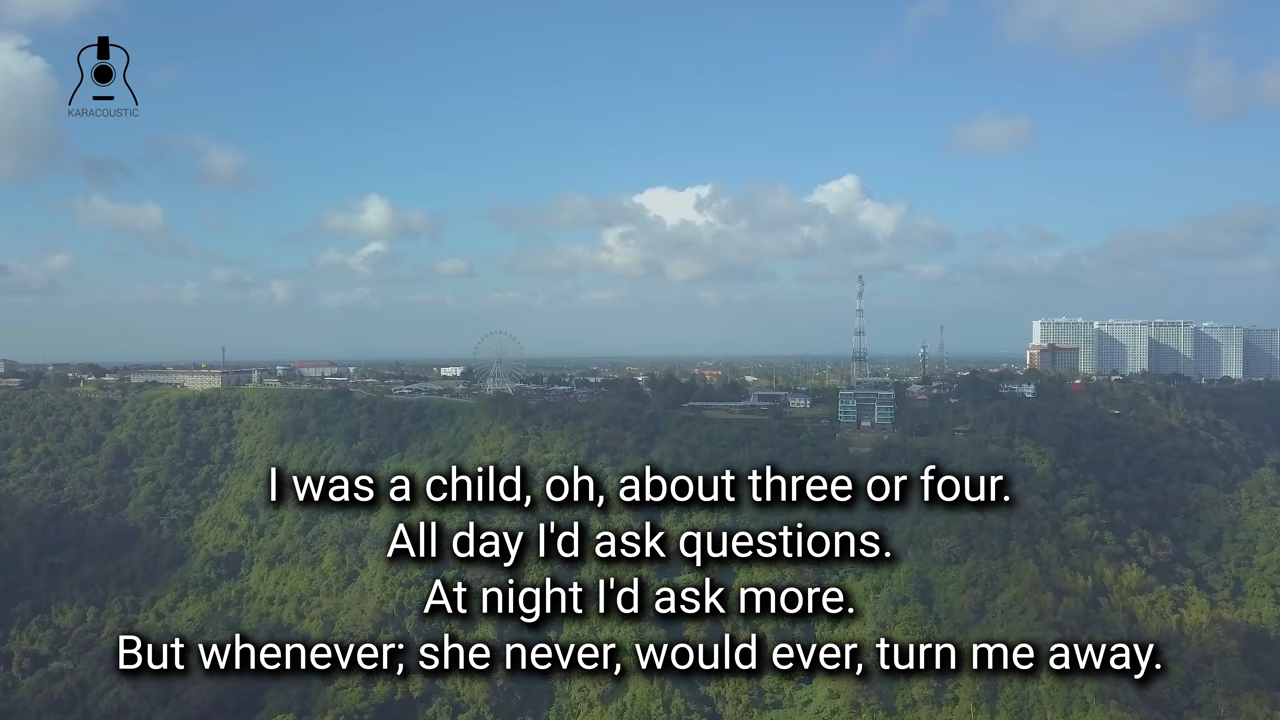 KARACOUSTIC
I was a child, oh, about three or four.
All day I'd ask questions.
At night I'd ask more.
But whenever; she never, would ever, turn me away.